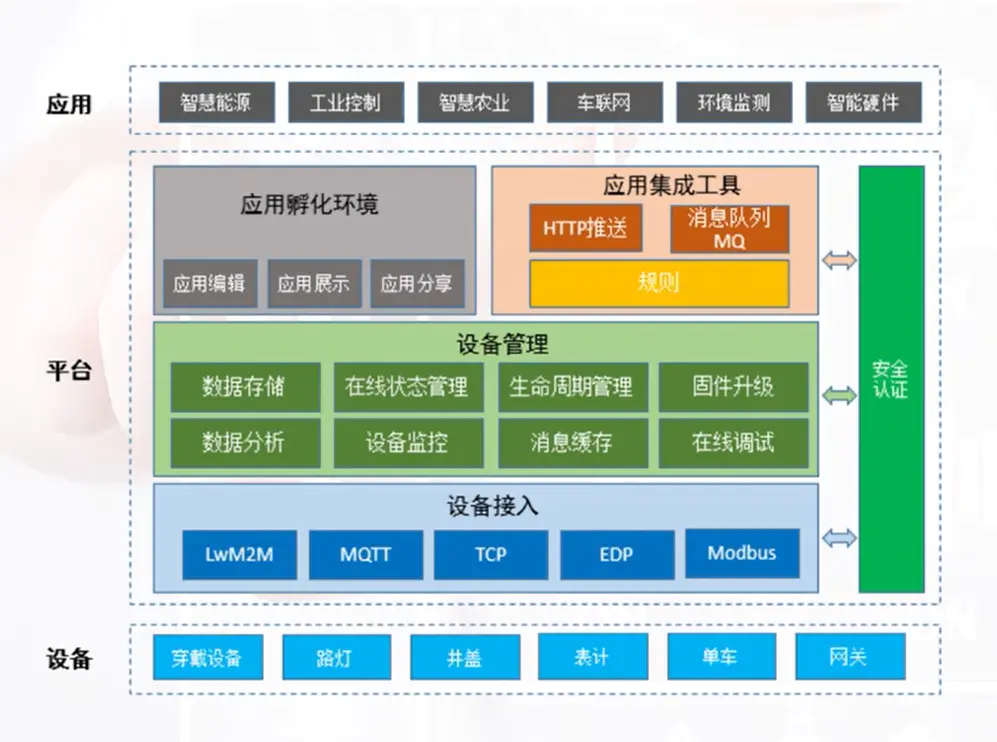 应用
智慧能源
工业控制
智慧农业
车联网
环境监测
智能硬件
平台
应用孵化环境
应用编辑
应用展示
应用分享
应用集成工具
HTTP推送
消息队列
MQ
规则
设备管理
数据存储
在线状态管理
生命周期管理
固件升级
数据分析
设备监控
消息缓存
在线调试
设备接入
LwM2M
MQTT
TCP
EDP
Modbus
安全
认证
设备
穿戴设备
路灯
井盖
表计
单车
网关